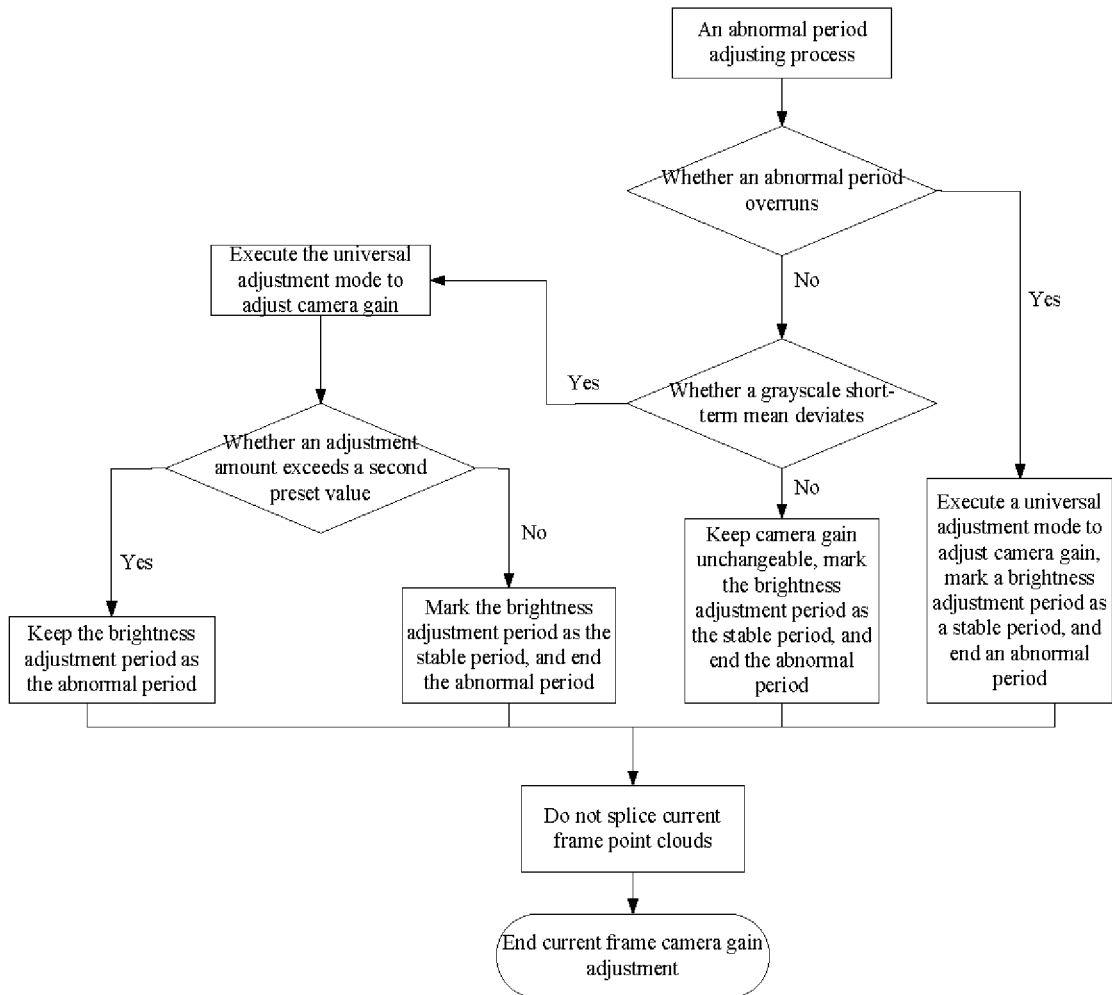 An abnormal period
adjusting process
Whether an abnormal period
overruns
Execute the universal
adjustment mode to
adjust camera gain
No
Yes
Yes
Whether a grayscale short-
term mean deviates
Whether an adjustment
amount exceeds a second
preset value
No
Yes
No
Keep camera gain
unchangeable, mark
the brightness
adjustment period as
the stable period, and
end the abnormal
period
Execute a universal
adjustment mode to
adjust camera gain,
mark a brightness
adjustment period as
a stable period, and
end an abnormal
period
Keep the brightness
adjustment period as
the abnormal period
Mark the brightness
adjustment period as the
stable period, and end
the abnormal period
Do not splice current
frame point clouds
End current frame camera gain
adjustment